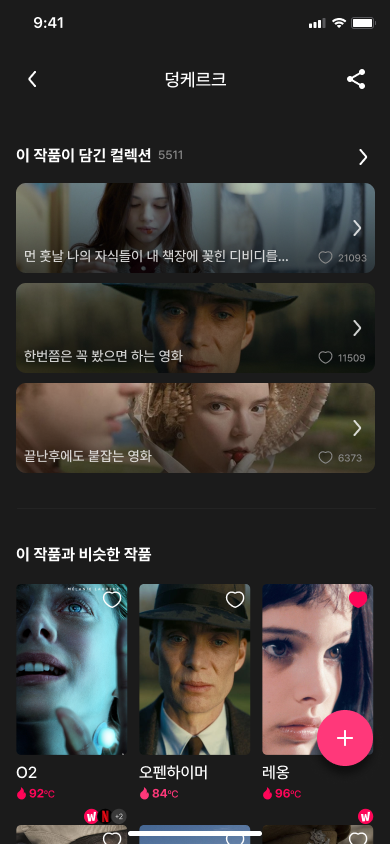 9:41
덩케르크
이 작품이 담긴 컬렉션 5511
먼 훗날 나의 자식들이 내 책장에 꽂힌 디비디를...
21093
한번쯤은 꼭 봤으면 하는 영화
11509
끝난후에도 붙잡는 영화
6373
이 작품과 비슷한 작품
O2
오펜하이머
레옹
92°C
84°C
96°C
W N +2
W